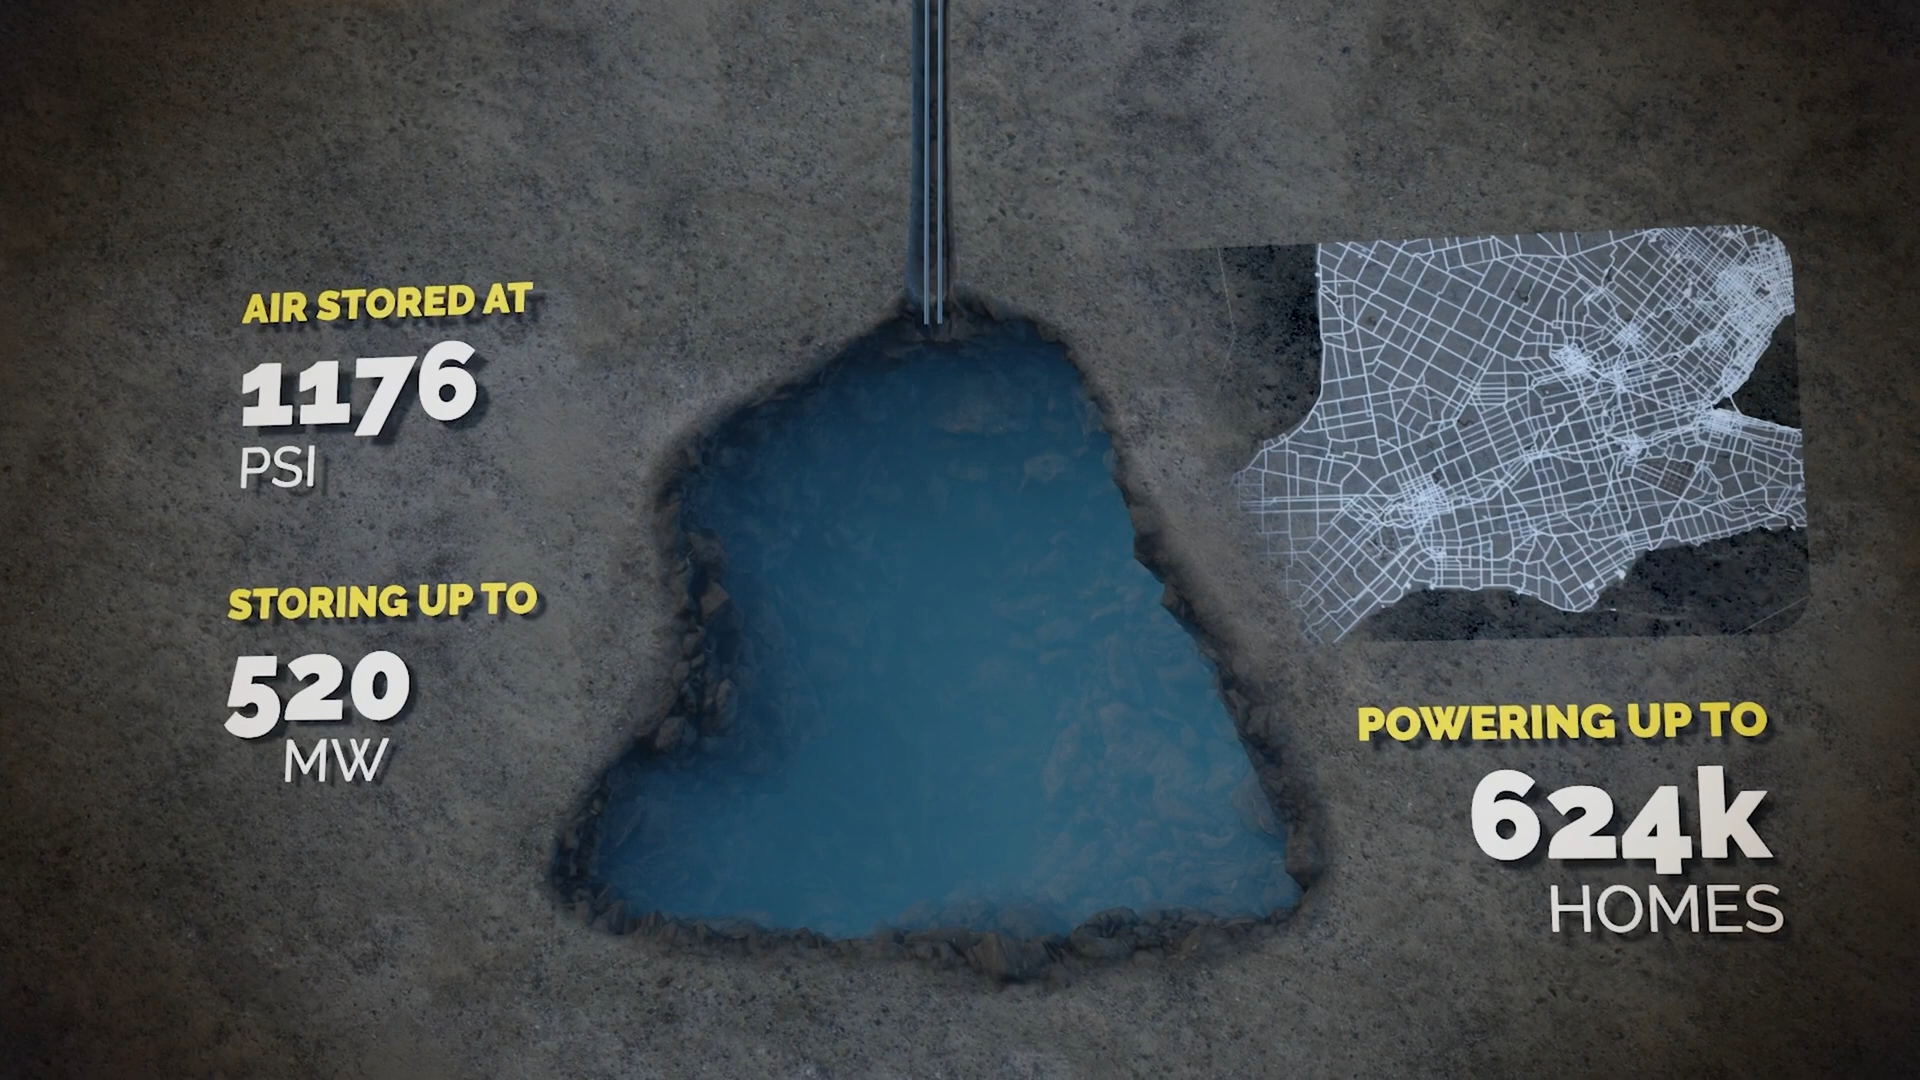 AIR STORED AT
1176
PSI
STORING UP TO
520
MW
POWERING UP TO
624k
HOMES